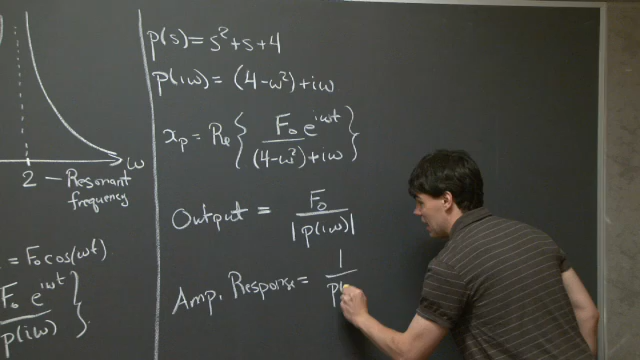 ω
2 – Resonant
frequency
= F₀cos(ωt)
F₀ e^{iωt}
p(iω)
p(s) = s² + s + 4
p(iω) = (4-ω²) + iω
x_p = Re { F₀ e^{iωt} / (4-ω²) + iω }
Output = F₀ / |p(iω)|
Amp. Response = 1 / p(